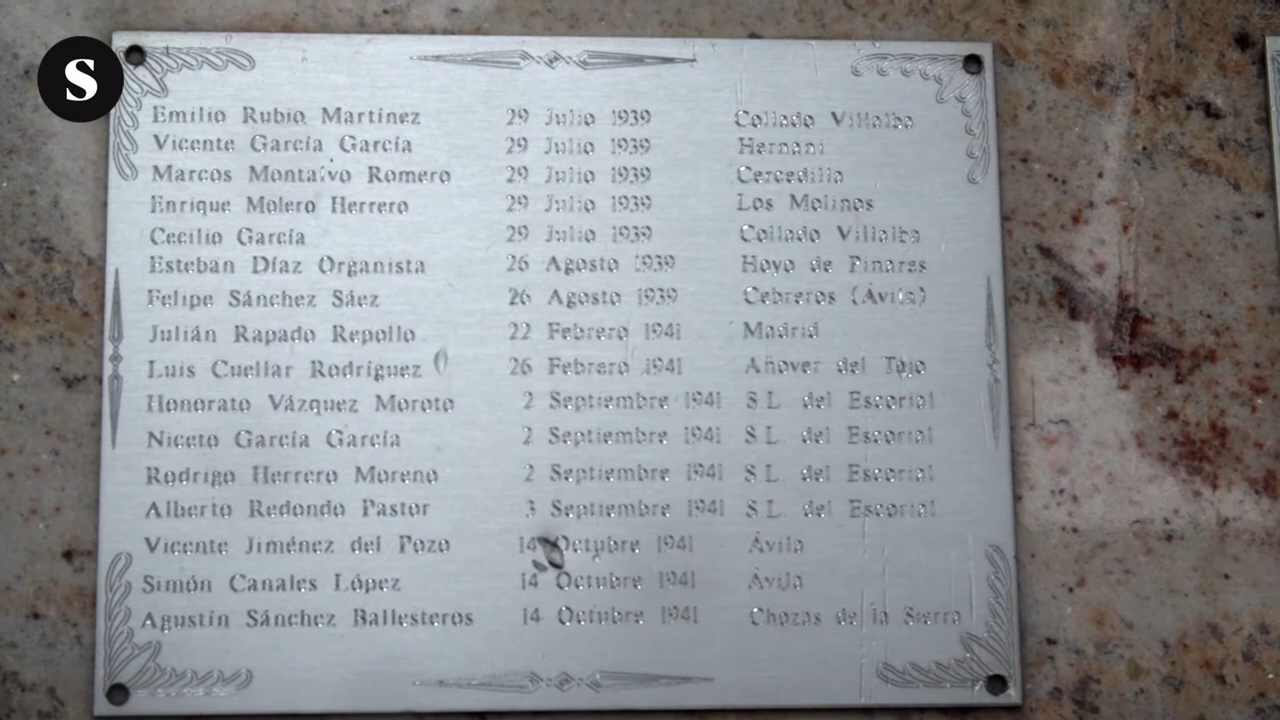 S
Emilio Rubio Martínez 29 Julio 1939 Collado Villalba
Vicente García García 29 Julio 1939 Hernani
Marcos Montalvo Romero 29 Julio 1939 Cercedilla
Enrique Molero Herrero 29 Julio 1939 Los Molinos
Cecilio García 29 Julio 1939 Collado Villalba
Esteban Díaz Organista 26 Agosto 1939 Hoyo de Pinares
Felipe Sánchez Sáez 26 Agosto 1939 Cebreros (Ávila)
Julián Rapado Repollo 22 Febrero 1941 Madrid
Luis Cuellar Rodríguez 26 Febrero 1941 Añover del Tajo
Honorato Vázquez Moroto 2 Septiembre 1941 S.L. del Escorial
Niceto García García 2 Septiembre 1941 S.L. del Escorial
Rodrigo Herrero Moreno 2 Septiembre 1941 S.L. del Escorial
Alberto Redondo Pastor 3 Septiembre 1941 S.L. del Escorial
Vicente Jiménez del Pozo 14 Octubre 1941 Ávila
Simón Canales López 14 Octubre 1941 Ávila
Agustín Sánchez Ballesteros 14 Octubre 1941 Chozas de la Sierra